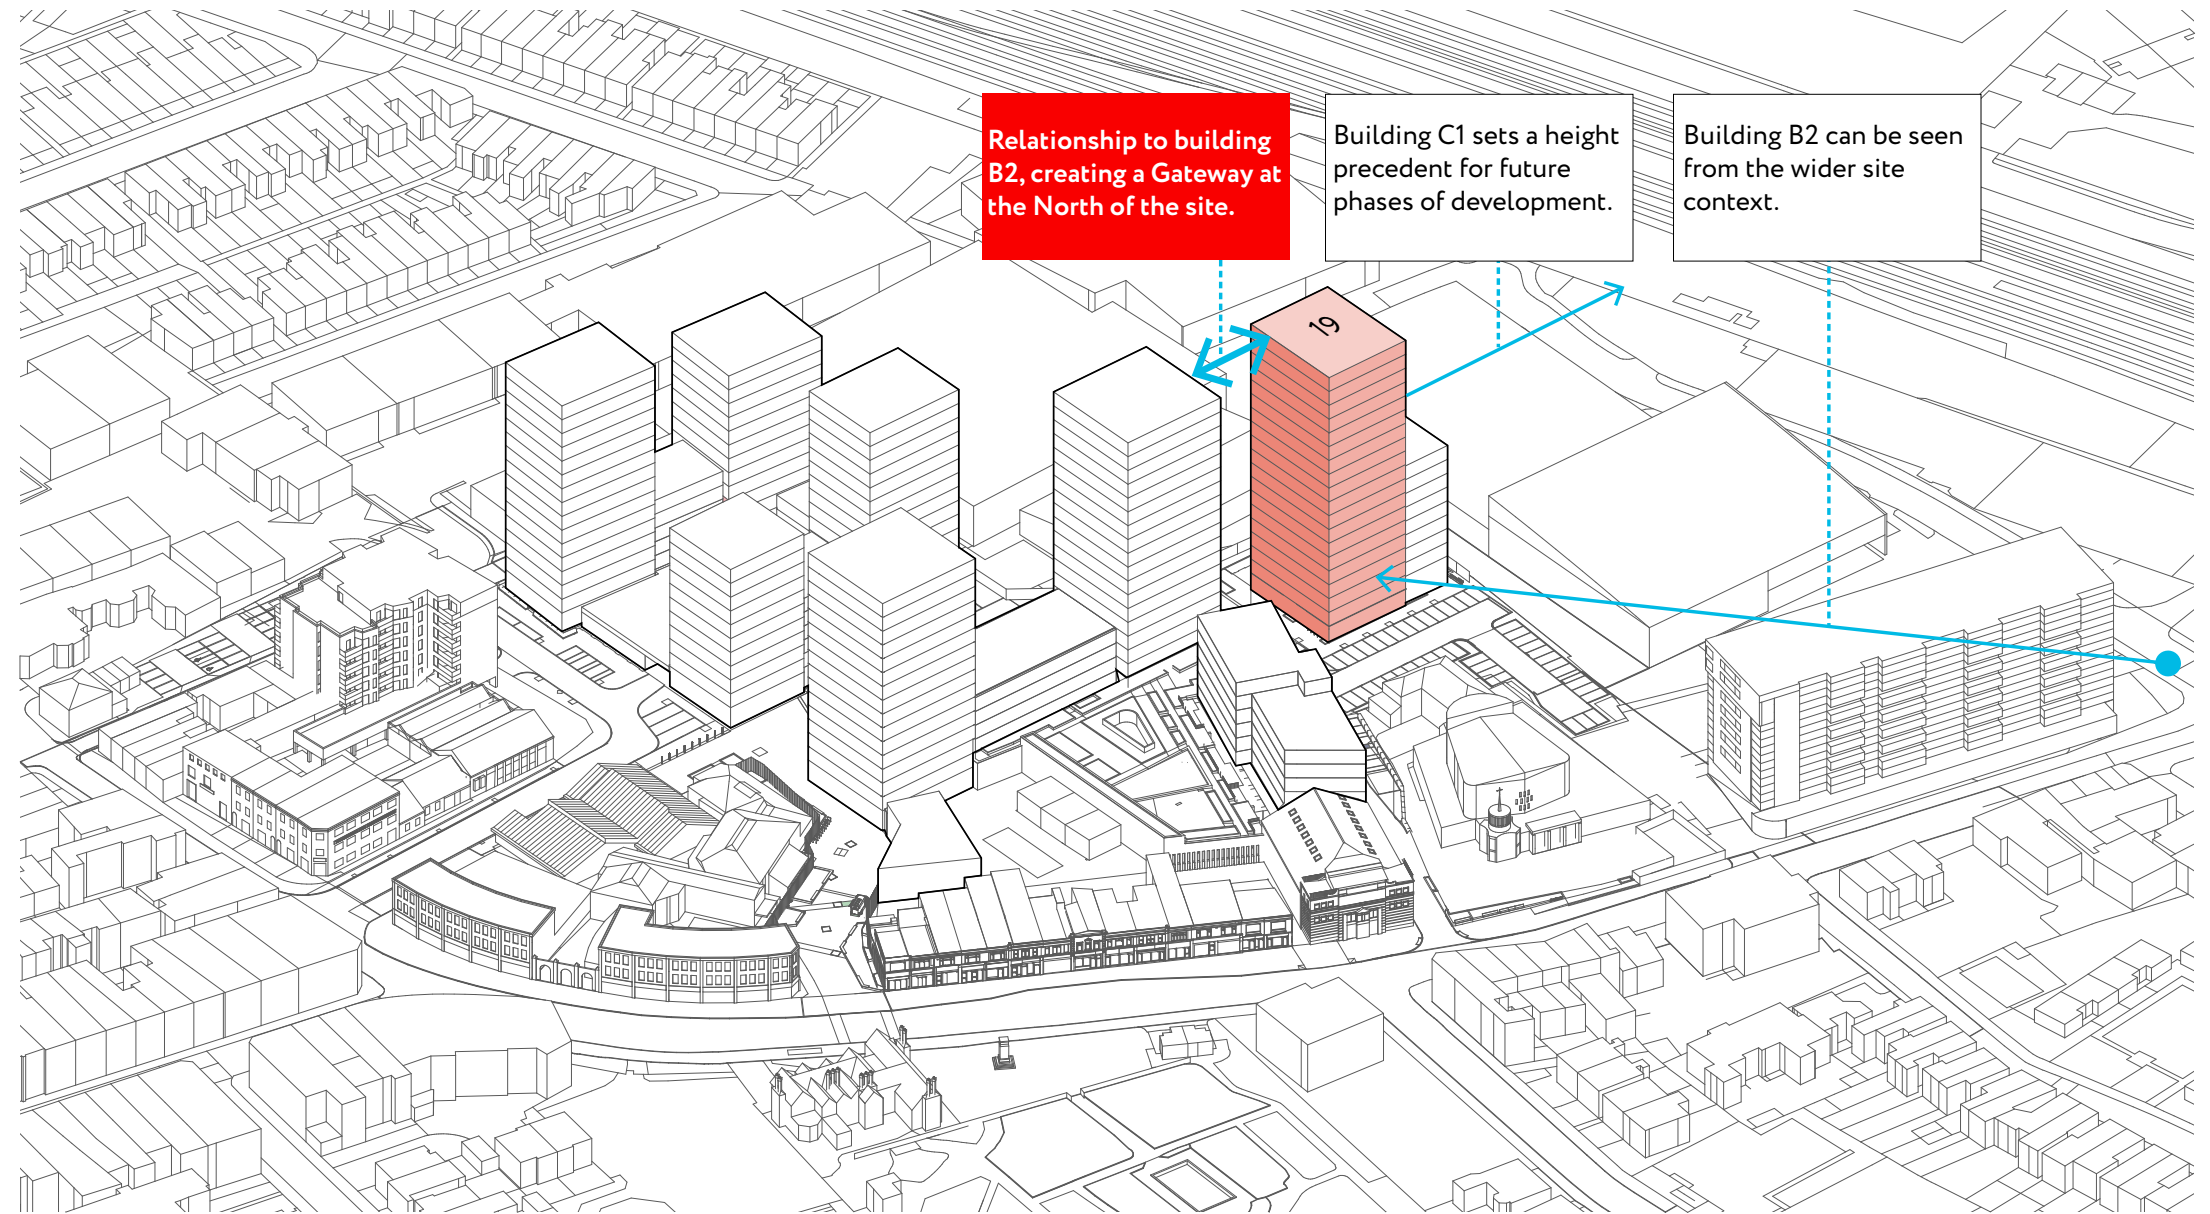 Relationship to building
B2, creating a Gateway at
the North of the site.
Building C1 sets a height
precedent for future
phases of development.
Building B2 can be seen
from the wider site
context.
19